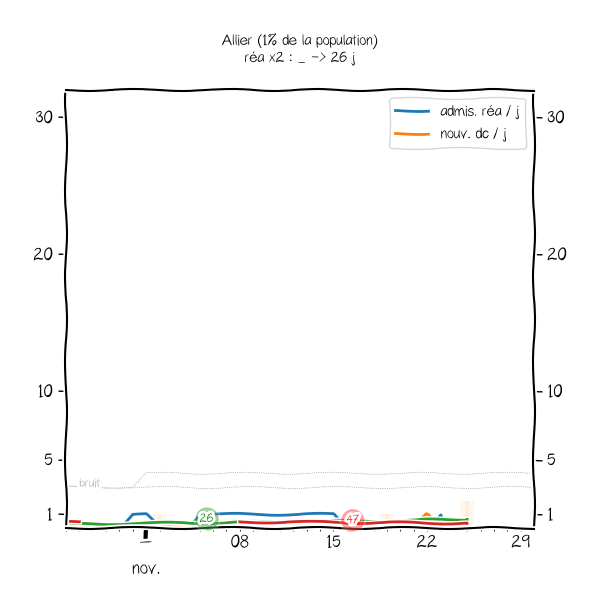 Allier (1% de la population)
réa x2 : _ -> 26 j
admis. réa / j
nouv. dc / j
30
30
20
20
10
10
5
5
bruit
1
1
26
47
1
08
15
22
29
nov.